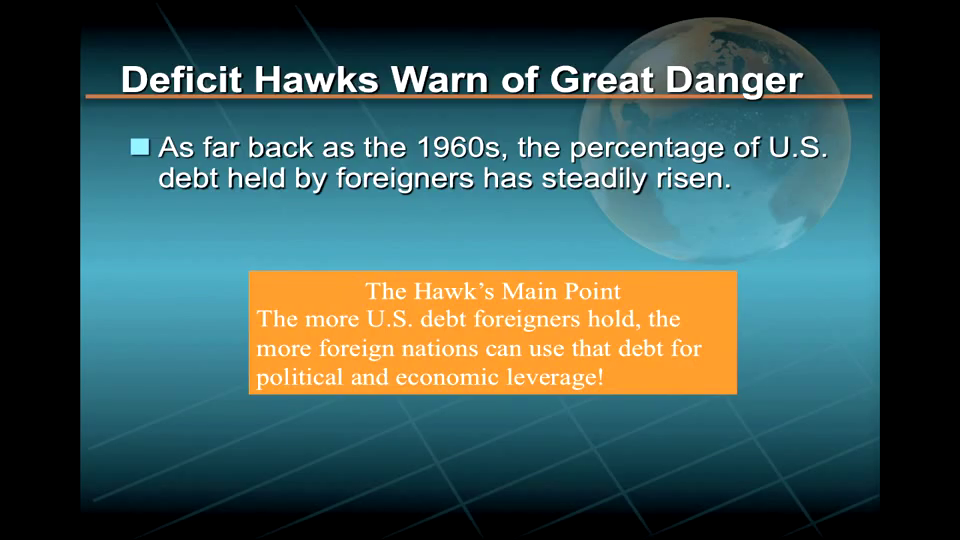 Deficit Hawks Warn of Great Danger
As far back as the 1960s, the percentage of U.S.
debt held by foreigners has steadily risen.
The Hawk’s Main Point
The more U.S. debt foreigners hold, the
more foreign nations can use that debt for
political and economic leverage!